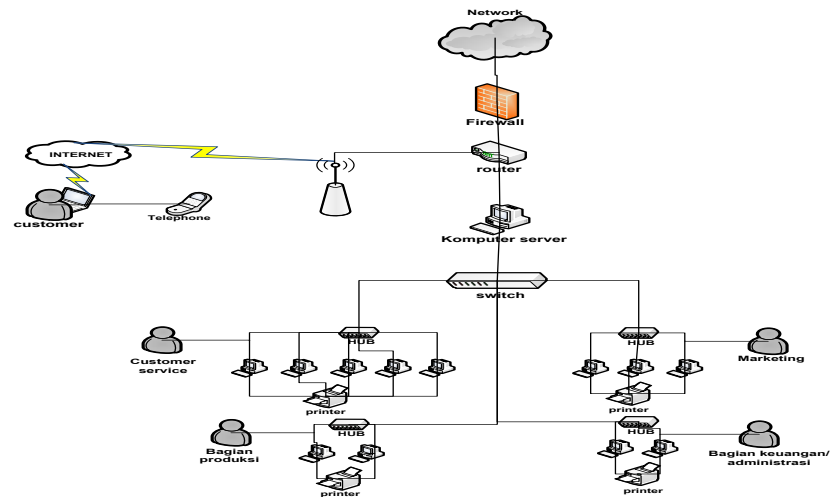 Network
Firewall
INTERNET
router
customer
Telephone
Komputer server
switch
HUB
HUB
Customer
service
Marketing
printer
printer
HUB
HUB
Bagian
produksi
Bagian keuangan/
administrasi
printer
printer